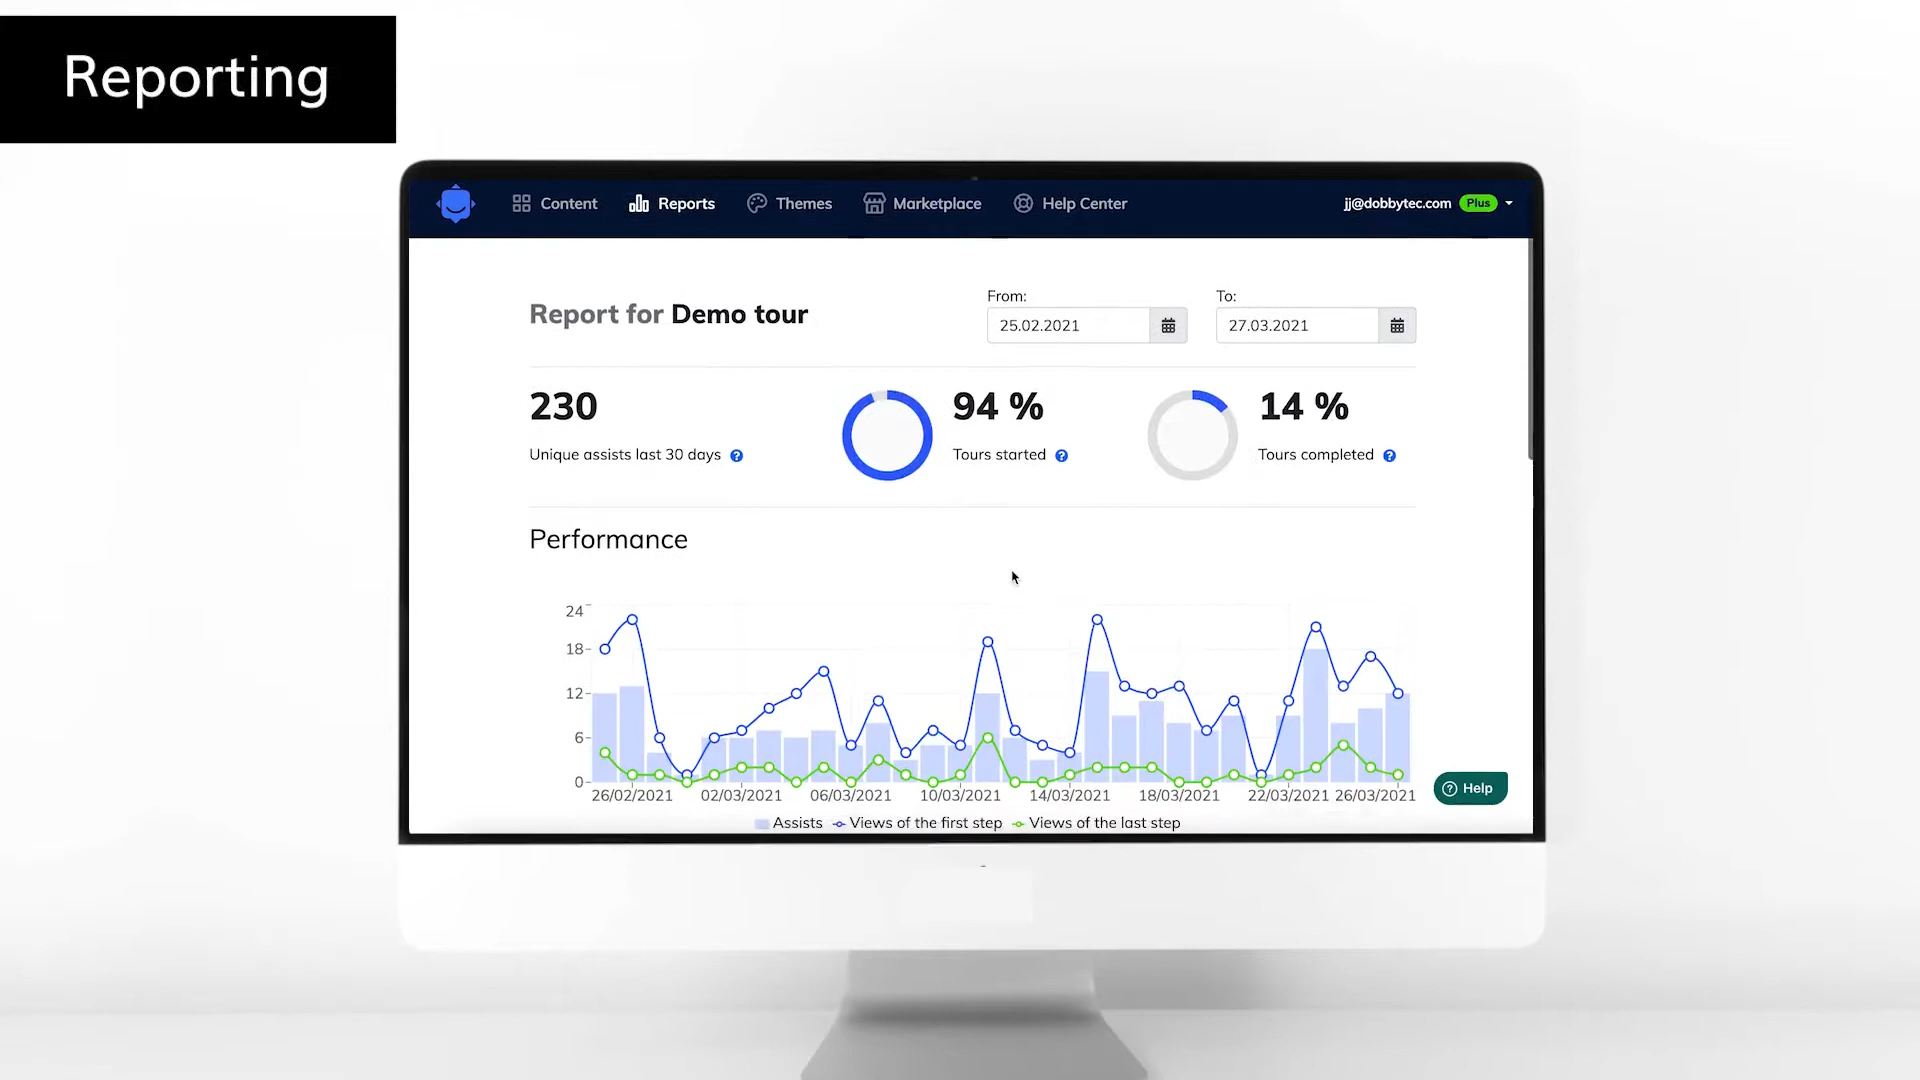 Reporting
Content Reports Themes Marketplace Help Center jj@dobbytec.com Plus
Report for Demo tour
From: To:
25.02.2021 27.03.2021
230 94 % 14 %
Unique assists last 30 days ? Tours started ? Tours completed ?
Performance
24
18
12
6
0
26/02/2021 02/03/2021 06/03/2021 10/03/2021 14/03/2021 18/03/2021 22/03/2021 26/03/2021
? Help
Assists Views of the first step Views of the last step